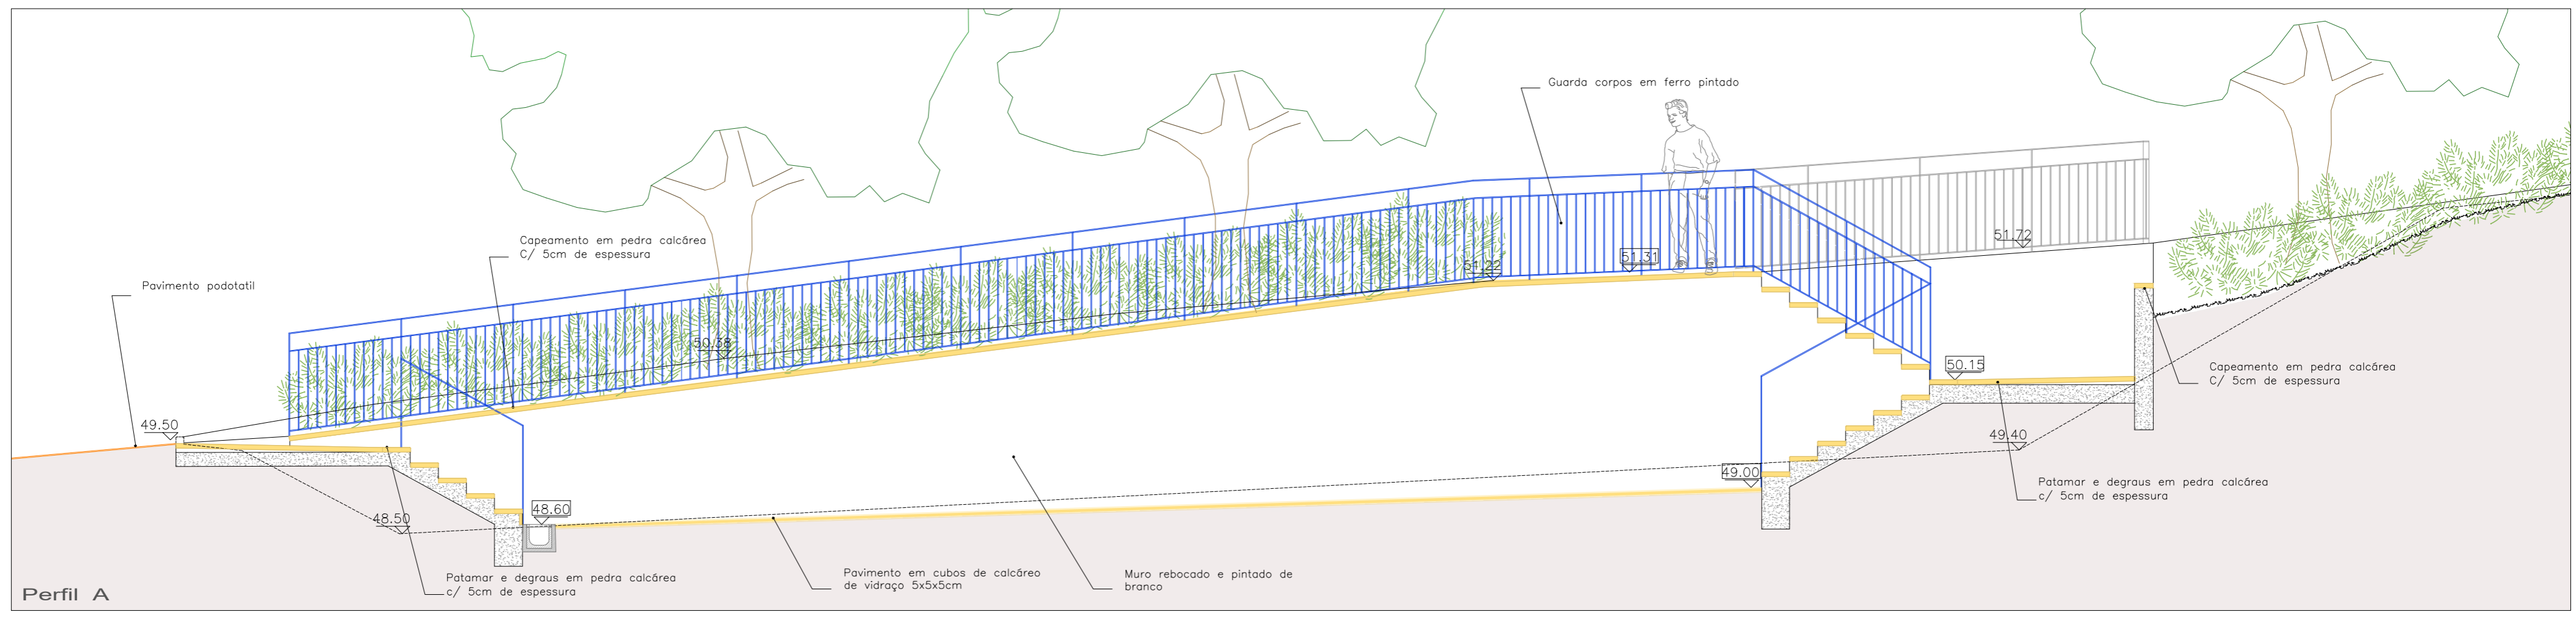 Guarda corpos em ferro pintado
Capeamento em pedra calcárea
C/ 5cm de espessura
51.72
51.31
51.22
Pavimento podotatil
50.38
50.15
Capeamento em pedra calcárea
C/ 5cm de espessura
49.50
49.40
49.00
Patamar e degraus em pedra calcárea
c/ 5cm de espessura
48.60
48.50
Patamar e degraus em pedra calcárea
c/ 5cm de espessura
Pavimento em cubos de calcáreo
de vidraço 5x5x5cm
Muro rebocado e pintado de
branco
Perfil A